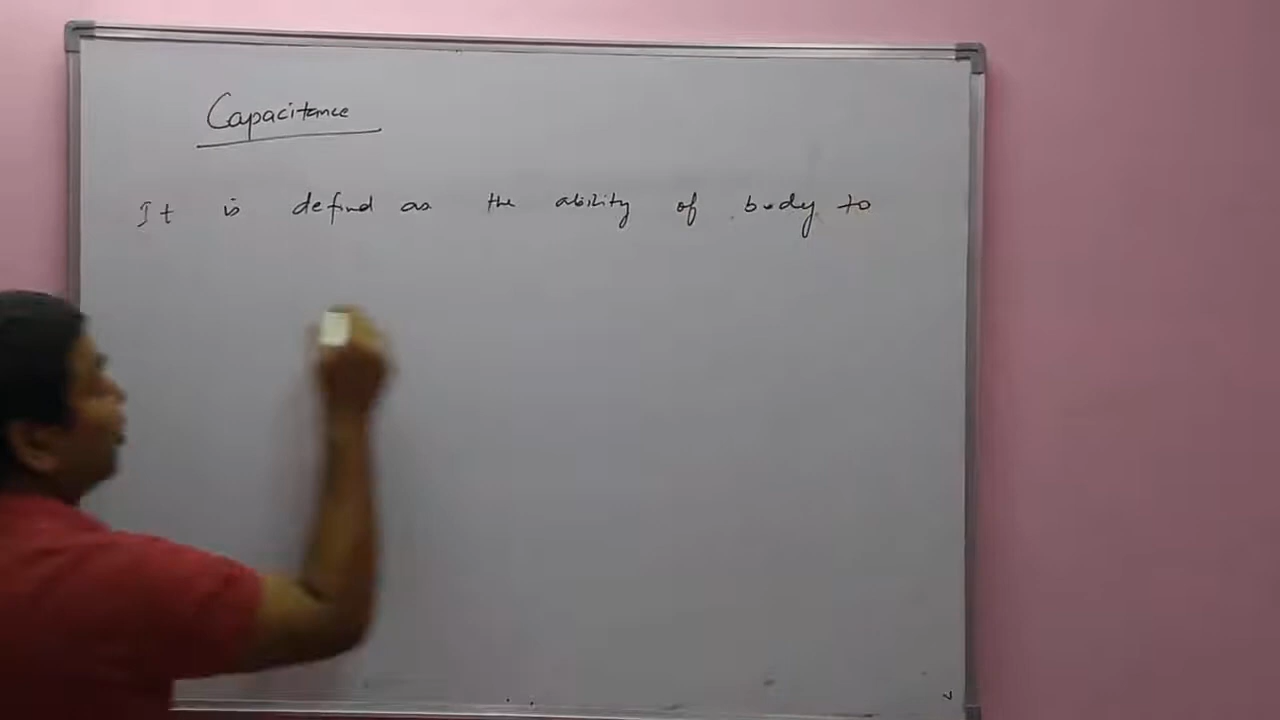 Capacitance
It is defind as the ability of body to